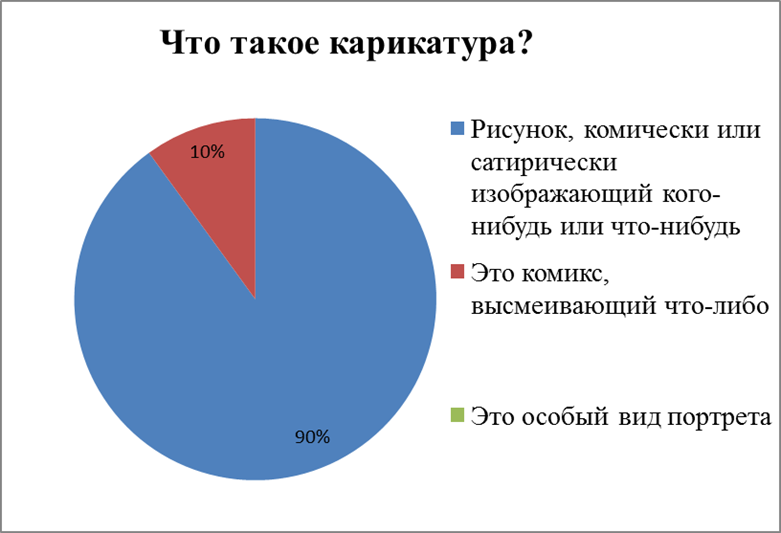 Что такое карикатура?
10%
90%
Рисунок, комически или
сатирически
изображающий кого-
нибудь или что-нибудь
Это комикс,
высмеивающий что-либо
Это особый вид портрета